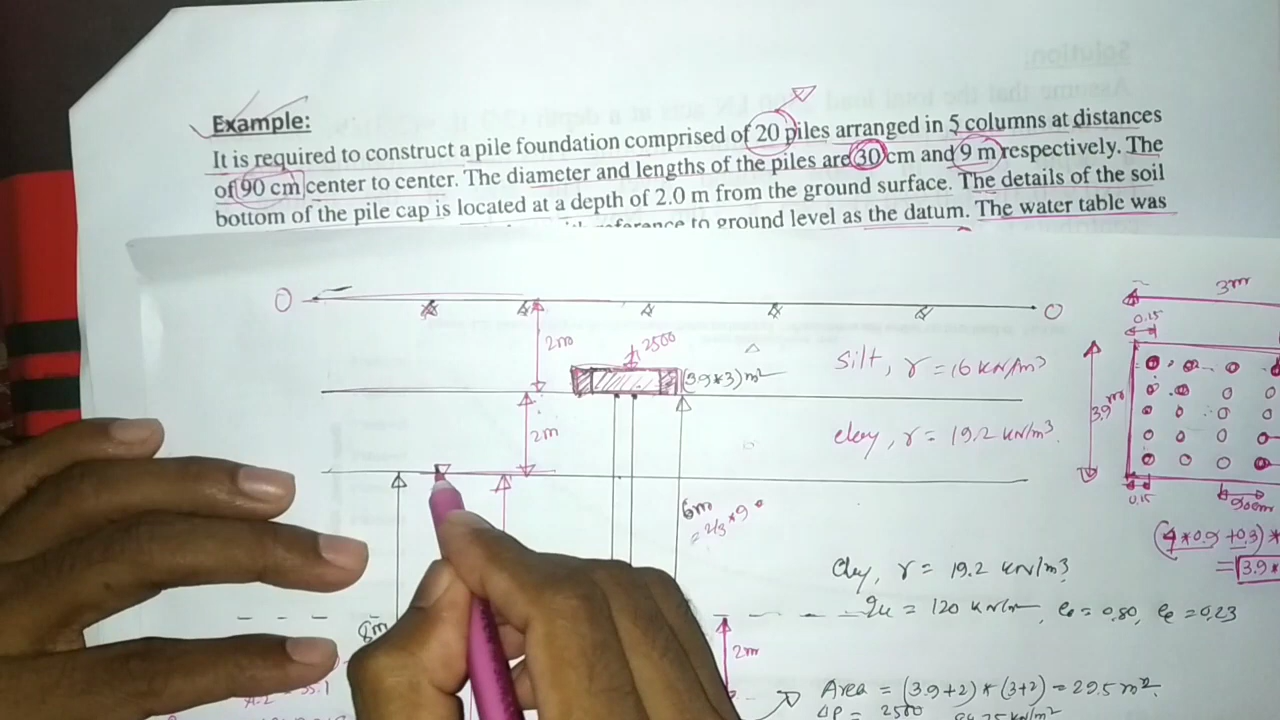 Example:
It is required to construct a pile foundation comprised of 20 piles arranged in 5 columns at distances
of 90 cm center to center. The diameter and lengths of the piles are 30 cm and 9 m respectively. The
bottom of the pile cap is located at a depth of 2.0 m from the ground surface. The details of the soil
to ground level as the datum. The water table was
0 0
3m
0.15
2m 2500 (3.9*3)m² Silt, γ = 16 kN/m³
3.9m
2m clay, γ = 19.2 kN/m³.
0.15
900m
6m
= 2/3*9
(4*0.9+0.3)*
= 3.9*
Clay, γ = 19.2 kN/m³
= 120 kN/m, e₀ = 0.80, = 0.23
8m
2m
Area = (3.9+2)*(3+2) = 29.5 m².
ΔP = 2500